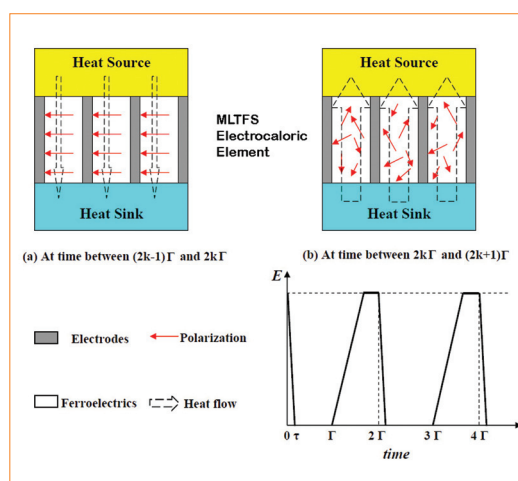 Heat Source
Heat Sink
(a) At time between (2k-1)Γ and 2kΓ
MLTFS
Electrocaloric
Element
Heat Source
Heat Sink
(b) At time between 2kΓ and (2k+1)Γ
Electrodes
Polarization
Ferroelectrics
Heat flow
E
0 τ Γ 2 Γ 3 Γ 4 Γ
time